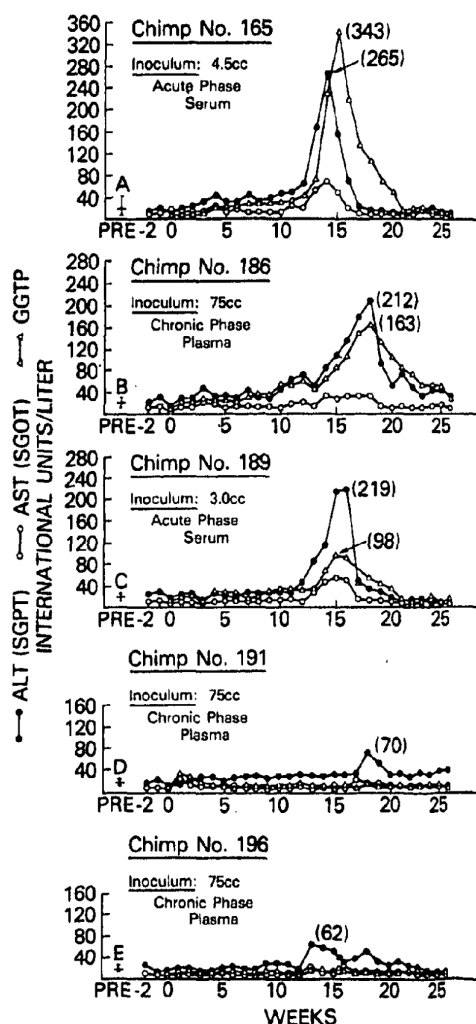 ALT (SGPT) AST (SGOT) GGTP
INTERNATIONAL UNITS/LITER
360
320
280
240
200
160
120
80
40
Chimp No. 165
Inoculum: 4.5cc
Acute Phase
Serum
(343)
(265)
A
PRE -2 0 5 10 15 20 25
280
240
200
160
120
80
40
Chimp No. 186
Inoculum: 75cc
Chronic Phase
Plasma
(212)
(163)
B
PRE -2 0 5 10 15 20 25
280
240
200
160
120
80
40
Chimp No. 189
Inoculum: 3.0cc
Acute Phase
Serum
(219)
(98)
C
PRE -2 0 5 10 15 20 25
160
120
80
40
Chimp No. 191
Inoculum: 75cc
Chronic Phase
Plasma
(70)
D
PRE -2 0 5 10 15 20 25
160
120
80
40
Chimp No. 196
Inoculum: 75cc
Chronic Phase
Plasma
(62)
E
PRE -2 0 5 10 15 20 25
WEEKS